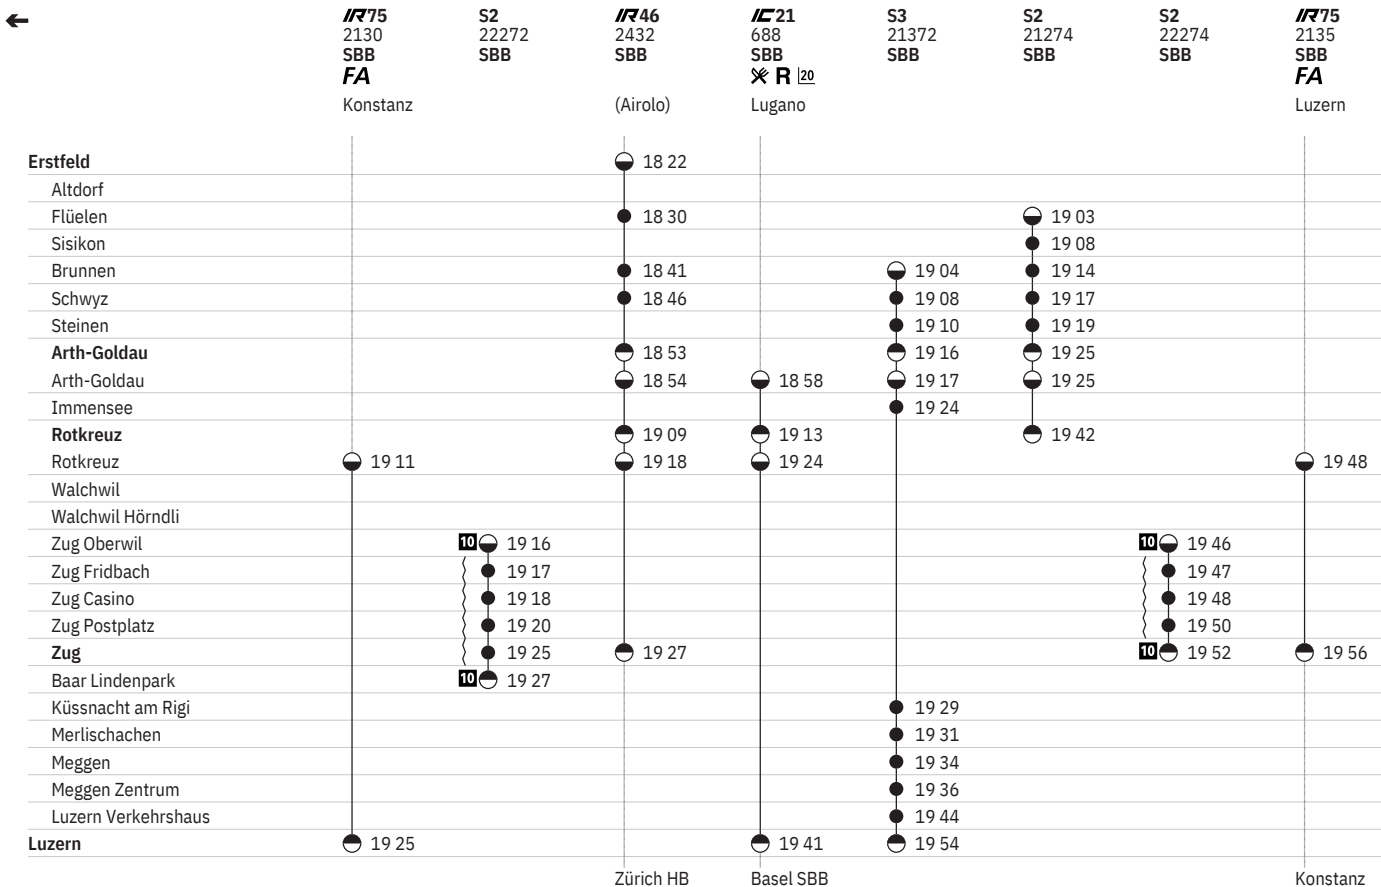 IR75 S2 IR46 IC21 S3 S2 S2 IR75
2130 22272 2432 688 21372 21274 22274 2135
SBB SBB SBB SBB SBB SBB SBB SBB
FA R 20 FA
Konstanz (Airolo) Lugano Luzern
Erstfeld 18 22
Altdorf
Flüelen 18 30 19 03
Sisikon 19 08
Brunnen 18 41 19 04 19 14
Schwyz 18 46 19 08 19 17
Steinen 19 10 19 19
Arth-Goldau 18 53 19 16 19 25
Arth-Goldau 18 54 18 58 19 17 19 25
Immensee 19 24
Rotkreuz 19 09 19 13 19 42
Rotkreuz 19 11 19 18 19 24 19 48
Walchwil
Walchwil Hörndli
Zug Oberwil 10 19 16 10 19 46
Zug Fridbach 19 17 19 47
Zug Casino 19 18 19 48
Zug Postplatz 19 20 19 50
Zug 19 25 19 27 10 19 52 19 56
Baar Lindenpark 10 19 27
Küssnacht am Rigi 19 29
Merlischachen 19 31
Meggen 19 34
Meggen Zentrum 19 36
Luzern Verkehrshaus 19 44
Luzern 19 25 19 41 19 54
Zürich HB Basel SBB Konstanz